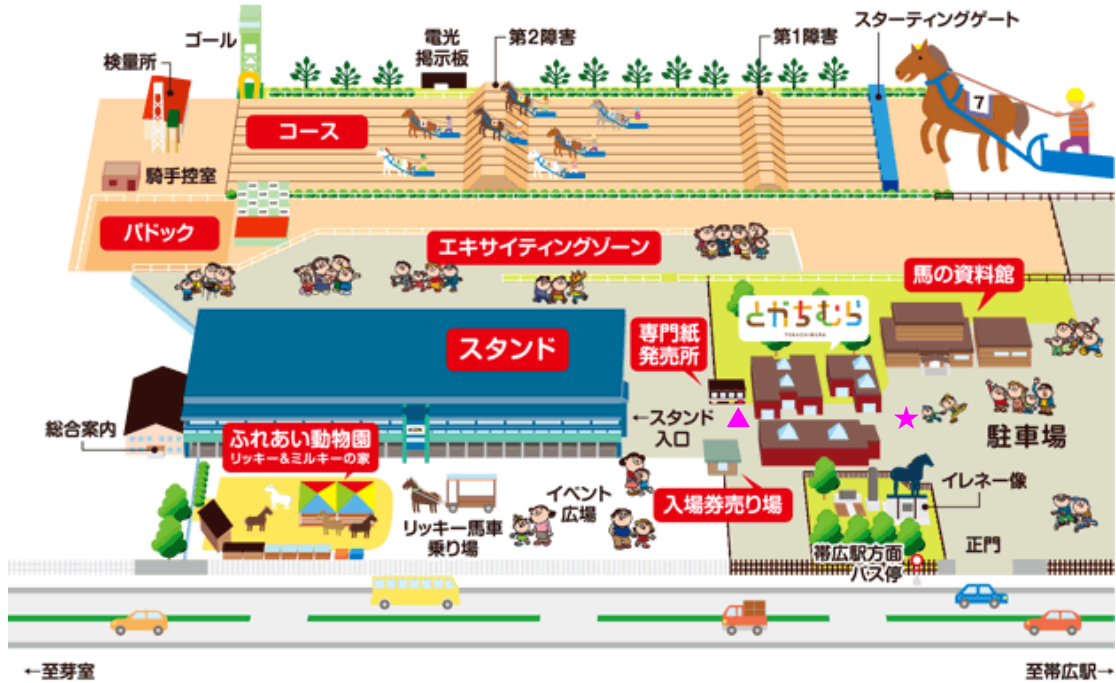 ゴール
検量所
電光
掲示板
第2障害
第1障害
スターティングゲート
7
コース
騎手控室
パドック
エキサイティングゾーン
馬の資料館
とかちむら
TOKACHIMURA
専門紙
発売所
スタンド
←スタンド
入口
駐車場
総合案内
ふれあい動物園
リッキー&ミルキーの家
入場券売り場
イレネー像
イベント
広場
リッキー馬車
乗り場
帯広駅方面
バス停
正門
←至芽室
至帯広駅→